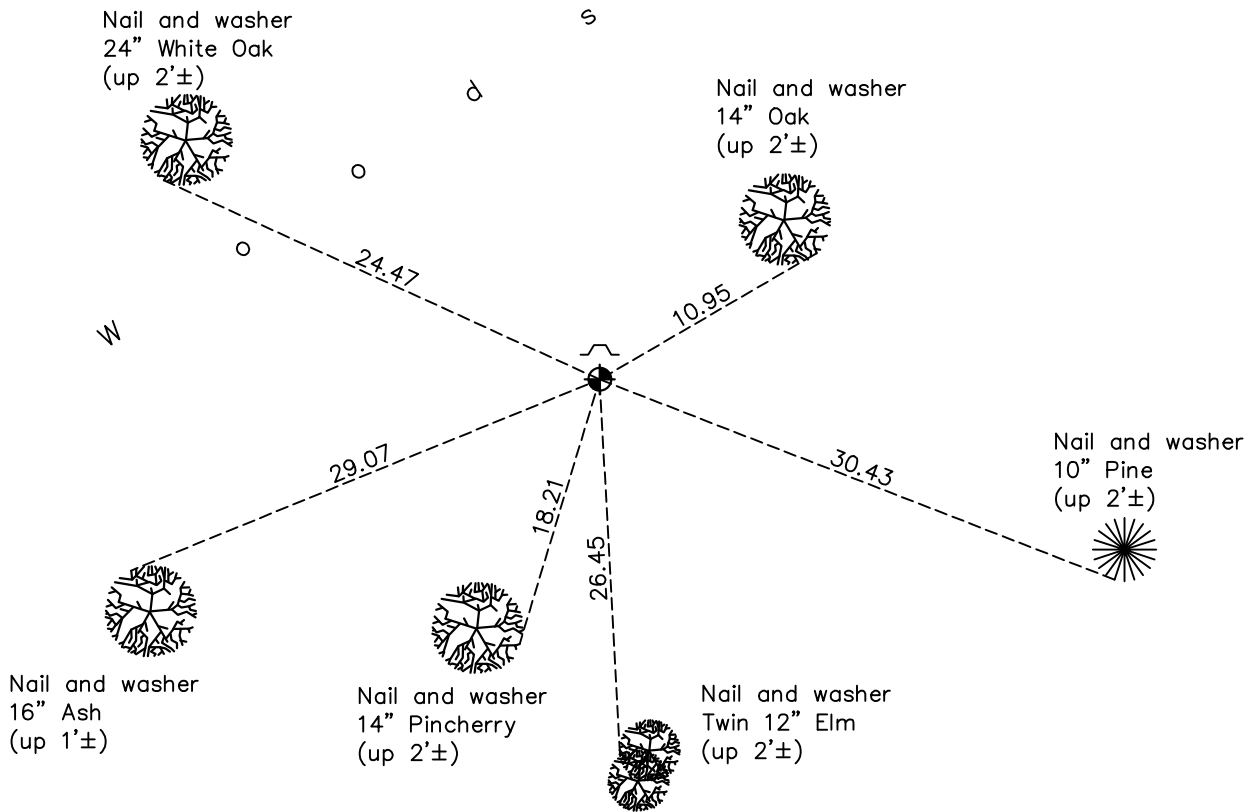 Nail and washer
24” White Oak
(up 2'±)
Nail and washer
14” Oak
(up 2'±)
W o o d s
24.47
10.95
29.07
18.21
26.45
30.43
Nail and washer
10” Pine
(up 2'±)
Nail and washer
16” Ash
(up 1'±)
Nail and washer
14” Pincherry
(up 2'±)
Nail and washer
Twin 12” Elm
(up 2'±)